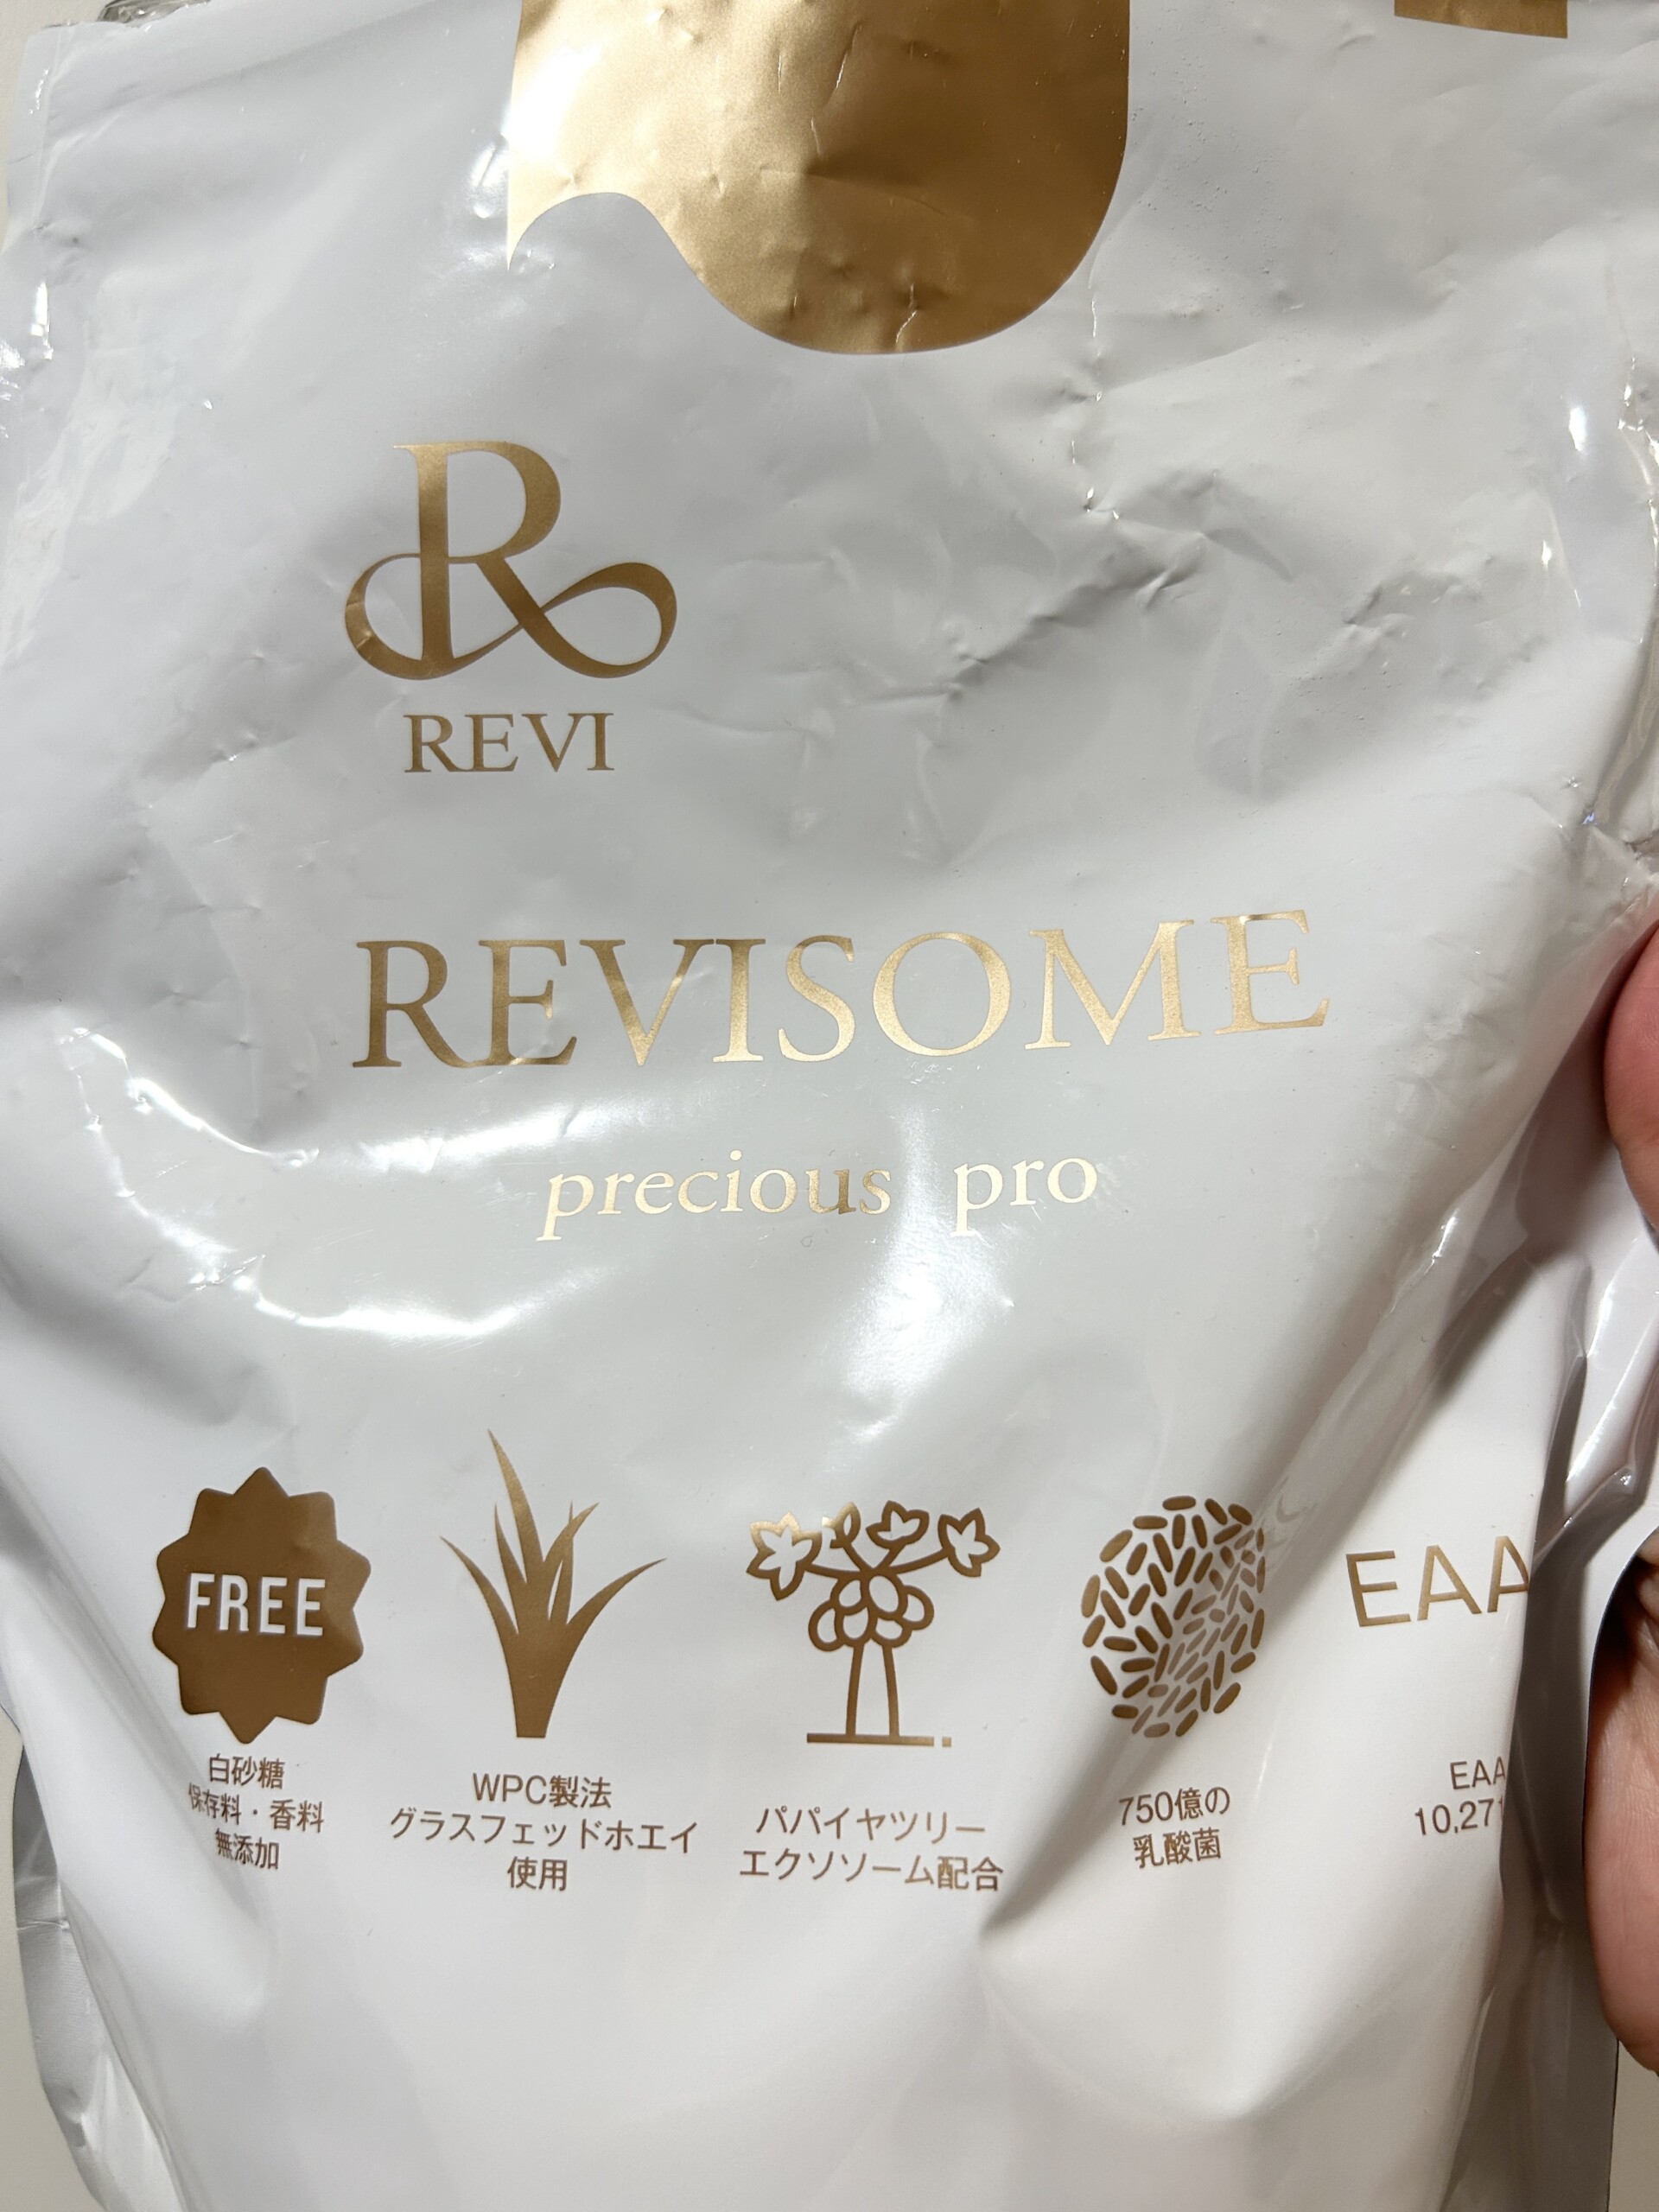 R
REVI
REVISOME
precious pro
FREE
白砂糖
保存料・香料
無添加
WPC製法
グラスフェッドホエイ
使用
パパイヤツリー
エクソソーム配合
750億の
乳酸菌
EAA
EAA
10,271